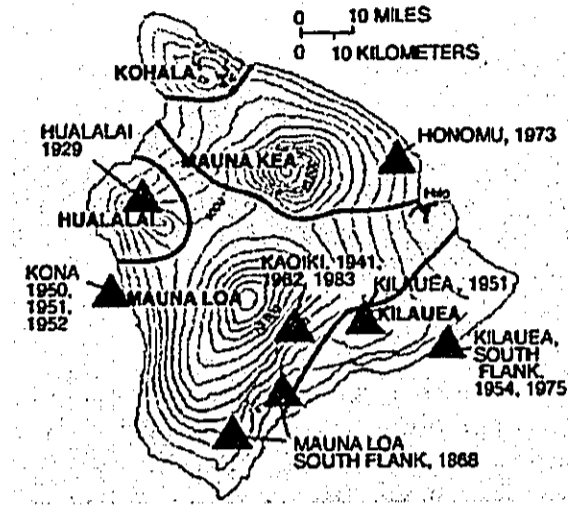 0 10 MILES
0 10 KILOMETERS
KOHALA
HUALALAI
1929
MAUNA KEA
HONOMU, 1973
Hilo
HUALALAI
KAOIKI, 1941,
1962, 1983
KILAUEA, 1951
KONA
1950,
1951,
1952
MAUNA LOA
KILAUEA
KILAUEA,
SOUTH
FLANK,
1954, 1975
MAUNA LOA
SOUTH FLANK, 1868